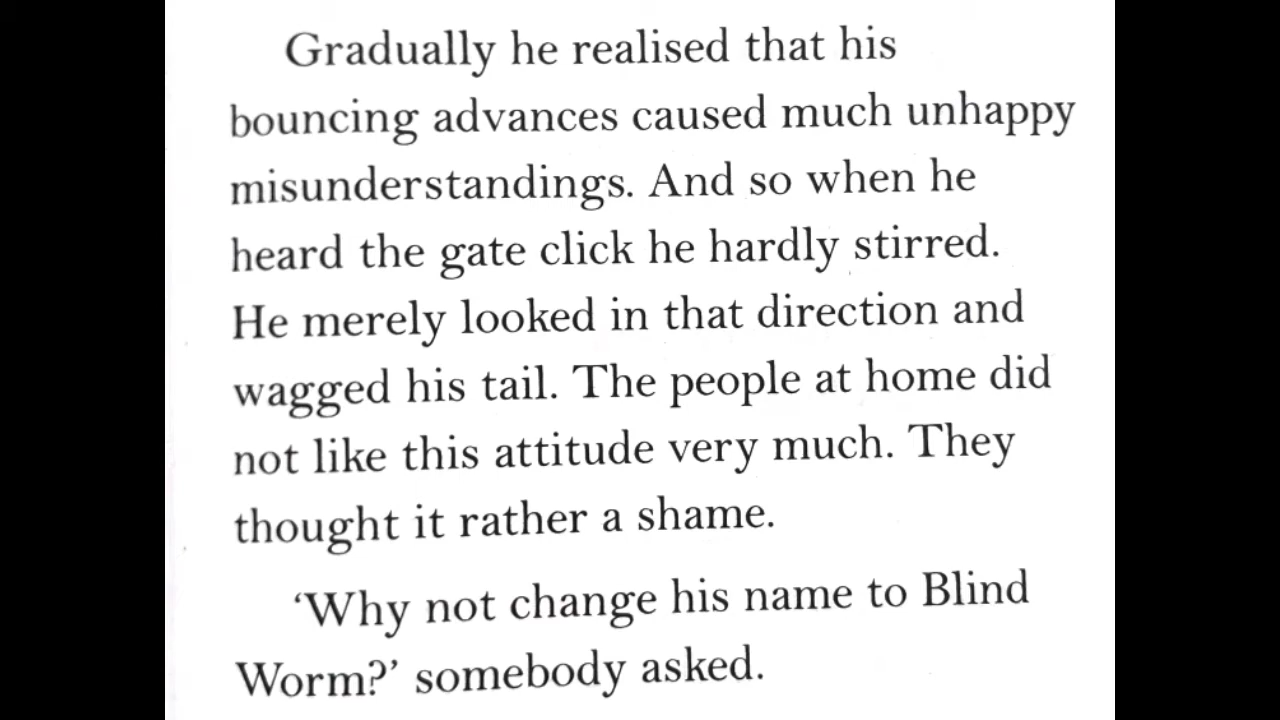 Gradually he realised that his
bouncing advances caused much unhappy
misunderstandings. And so when he
heard the gate click he hardly stirred.
He merely looked in that direction and
wagged his tail. The people at home did
not like this attitude very much. They
thought it rather a shame.
‘Why not change his name to Blind
Worm?’ somebody asked.